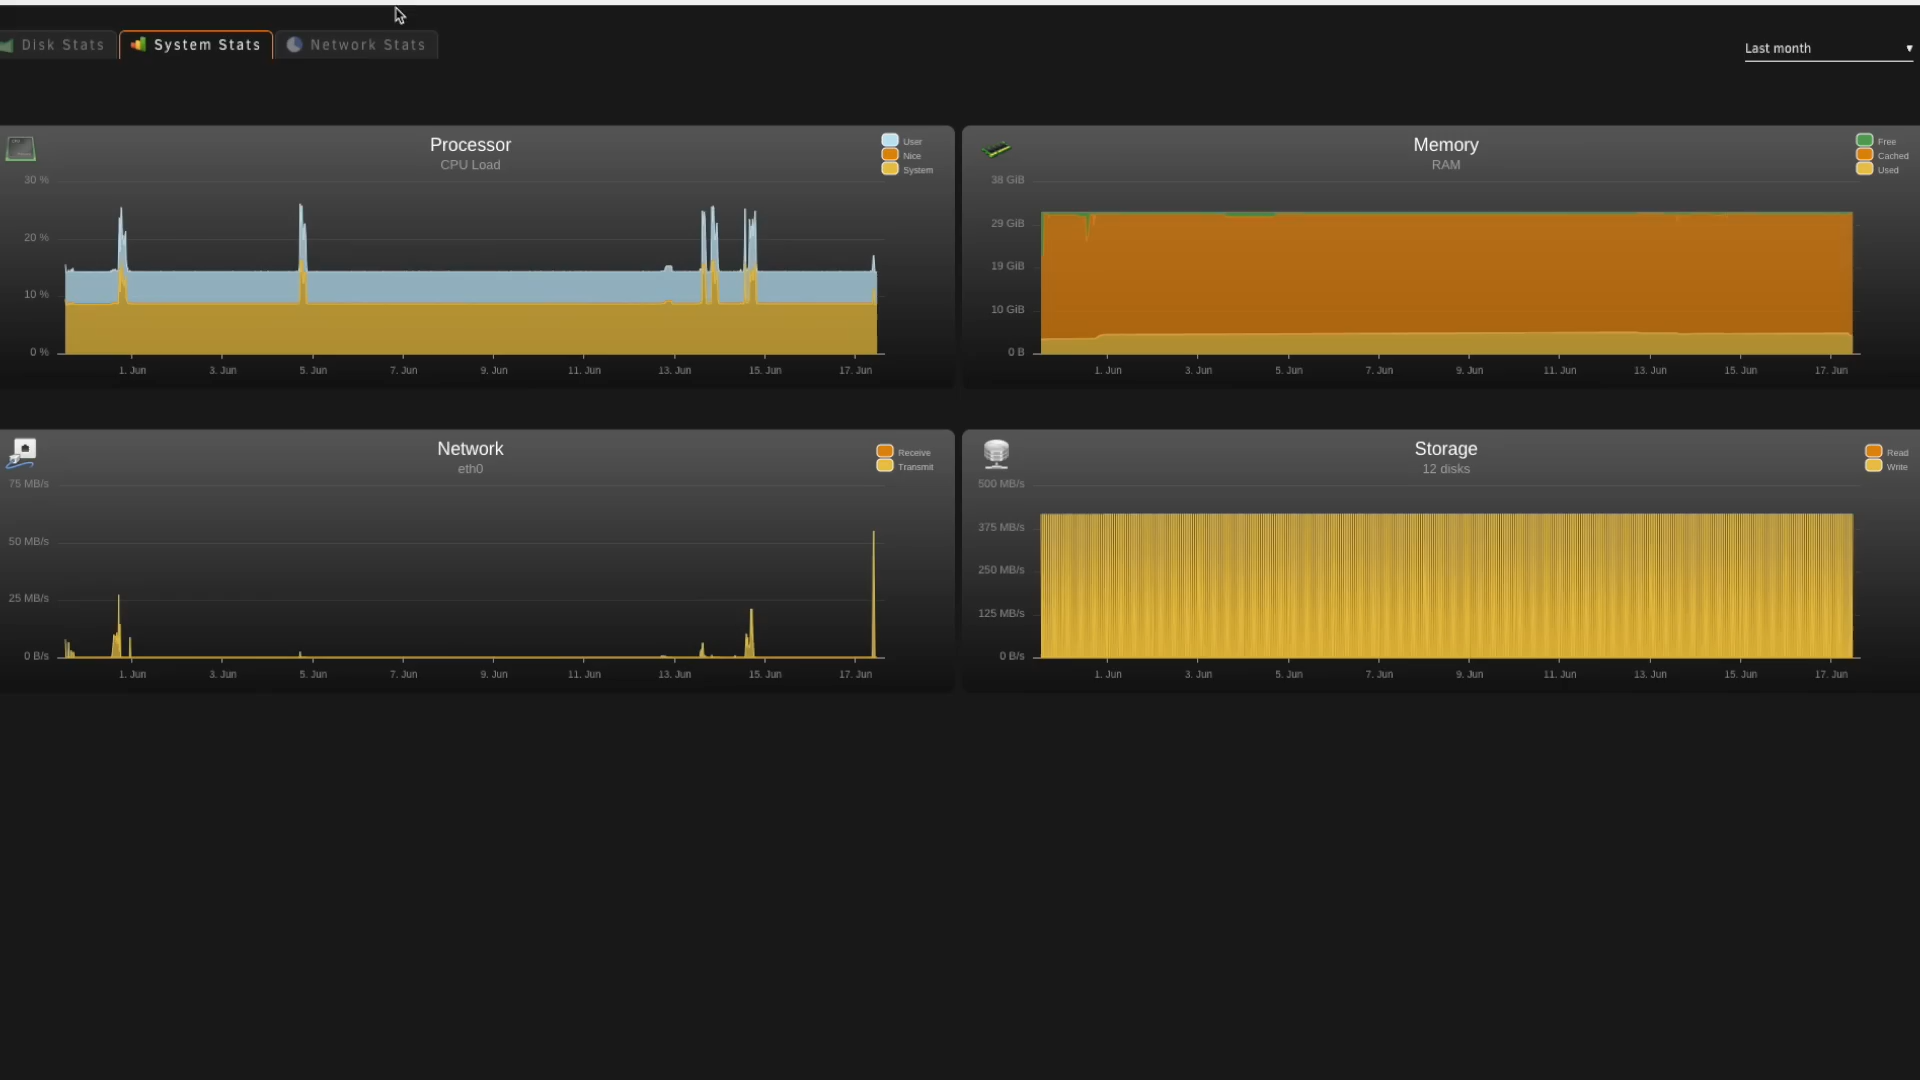 Disk Stats
System Stats
Network Stats
Last month
Processor
CPU Load
User
Nice
System
30 %
20 %
10 %
0 %
1. Jun
3. Jun
5. Jun
7. Jun
9. Jun
11. Jun
13. Jun
15. Jun
17. Jun
Memory
RAM
Free
Cached
Used
38 GiB
29 GiB
19 GiB
10 GiB
0 B
1. Jun
3. Jun
5. Jun
7. Jun
9. Jun
11. Jun
13. Jun
15. Jun
17. Jun
Network
eth0
Receive
Transmit
75 MB/s
50 MB/s
25 MB/s
0 B/s
1. Jun
3. Jun
5. Jun
7. Jun
9. Jun
11. Jun
13. Jun
15. Jun
17. Jun
Storage
12 disks
Read
Write
500 MB/s
375 MB/s
250 MB/s
125 MB/s
0 B/s
1. Jun
3. Jun
5. Jun
7. Jun
9. Jun
11. Jun
13. Jun
15. Jun
17. Jun